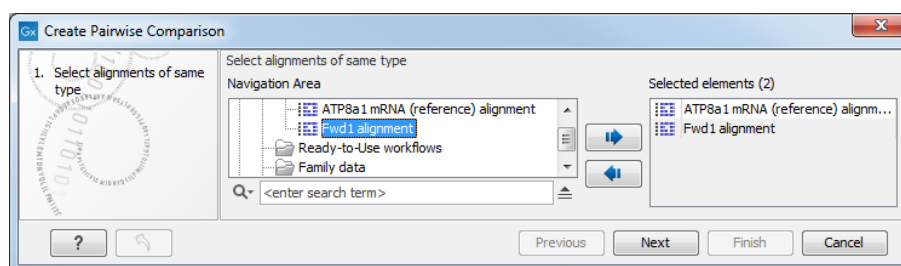 Gx Create Pairwise Comparison
1. Select alignments of same
type
Select alignments of same type
Navigation Area
ATP8a1 mRNA (reference) alignment
Fwd1 alignment
Ready-to-Use workflows
Family data
<enter search term>
Selected elements (2)
ATP8a1 mRNA (reference) alignm...
Fwd1 alignment
?
Previous
Next
Finish
Cancel